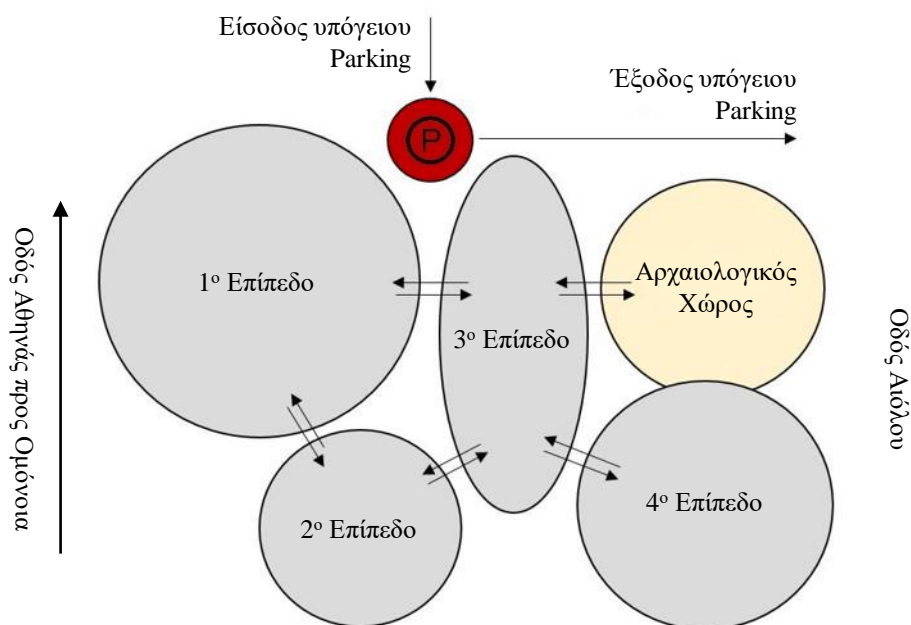 Είσοδος υπόγειου
Parking
Έξοδος υπόγειου
Parking
P
1ο Επίπεδο
Αρχαιολογικός
Χώρος
3ο Επίπεδο
2ο Επίπεδο
4ο Επίπεδο
Οδός Αθηνάς προς Ομόνοια
Οδός Αιόλου